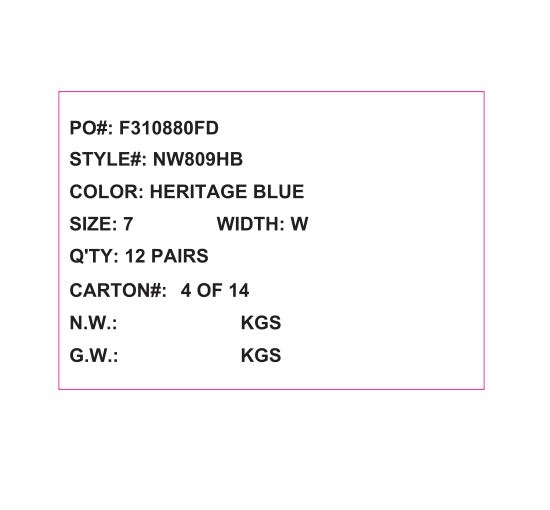 PO#: F310880FD
STYLE#: NW809HB
COLOR: HERITAGE BLUE
SIZE: 7 WIDTH: W
Q'TY: 12 PAIRS
CARTON#: 4 OF 14
N.W.: KGS
G.W.: KGS